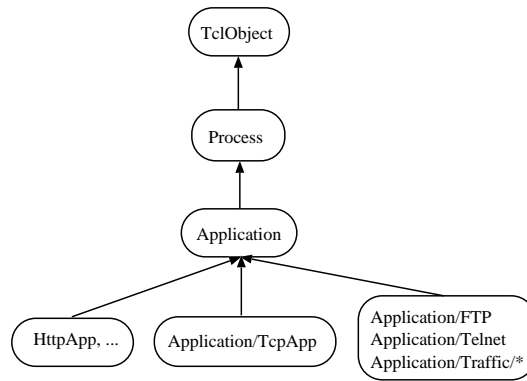 TclObject
Process
Application
HttpApp, ...
Application/TcpApp
Application/FTP
Application/Telnet
Application/Traffic/*